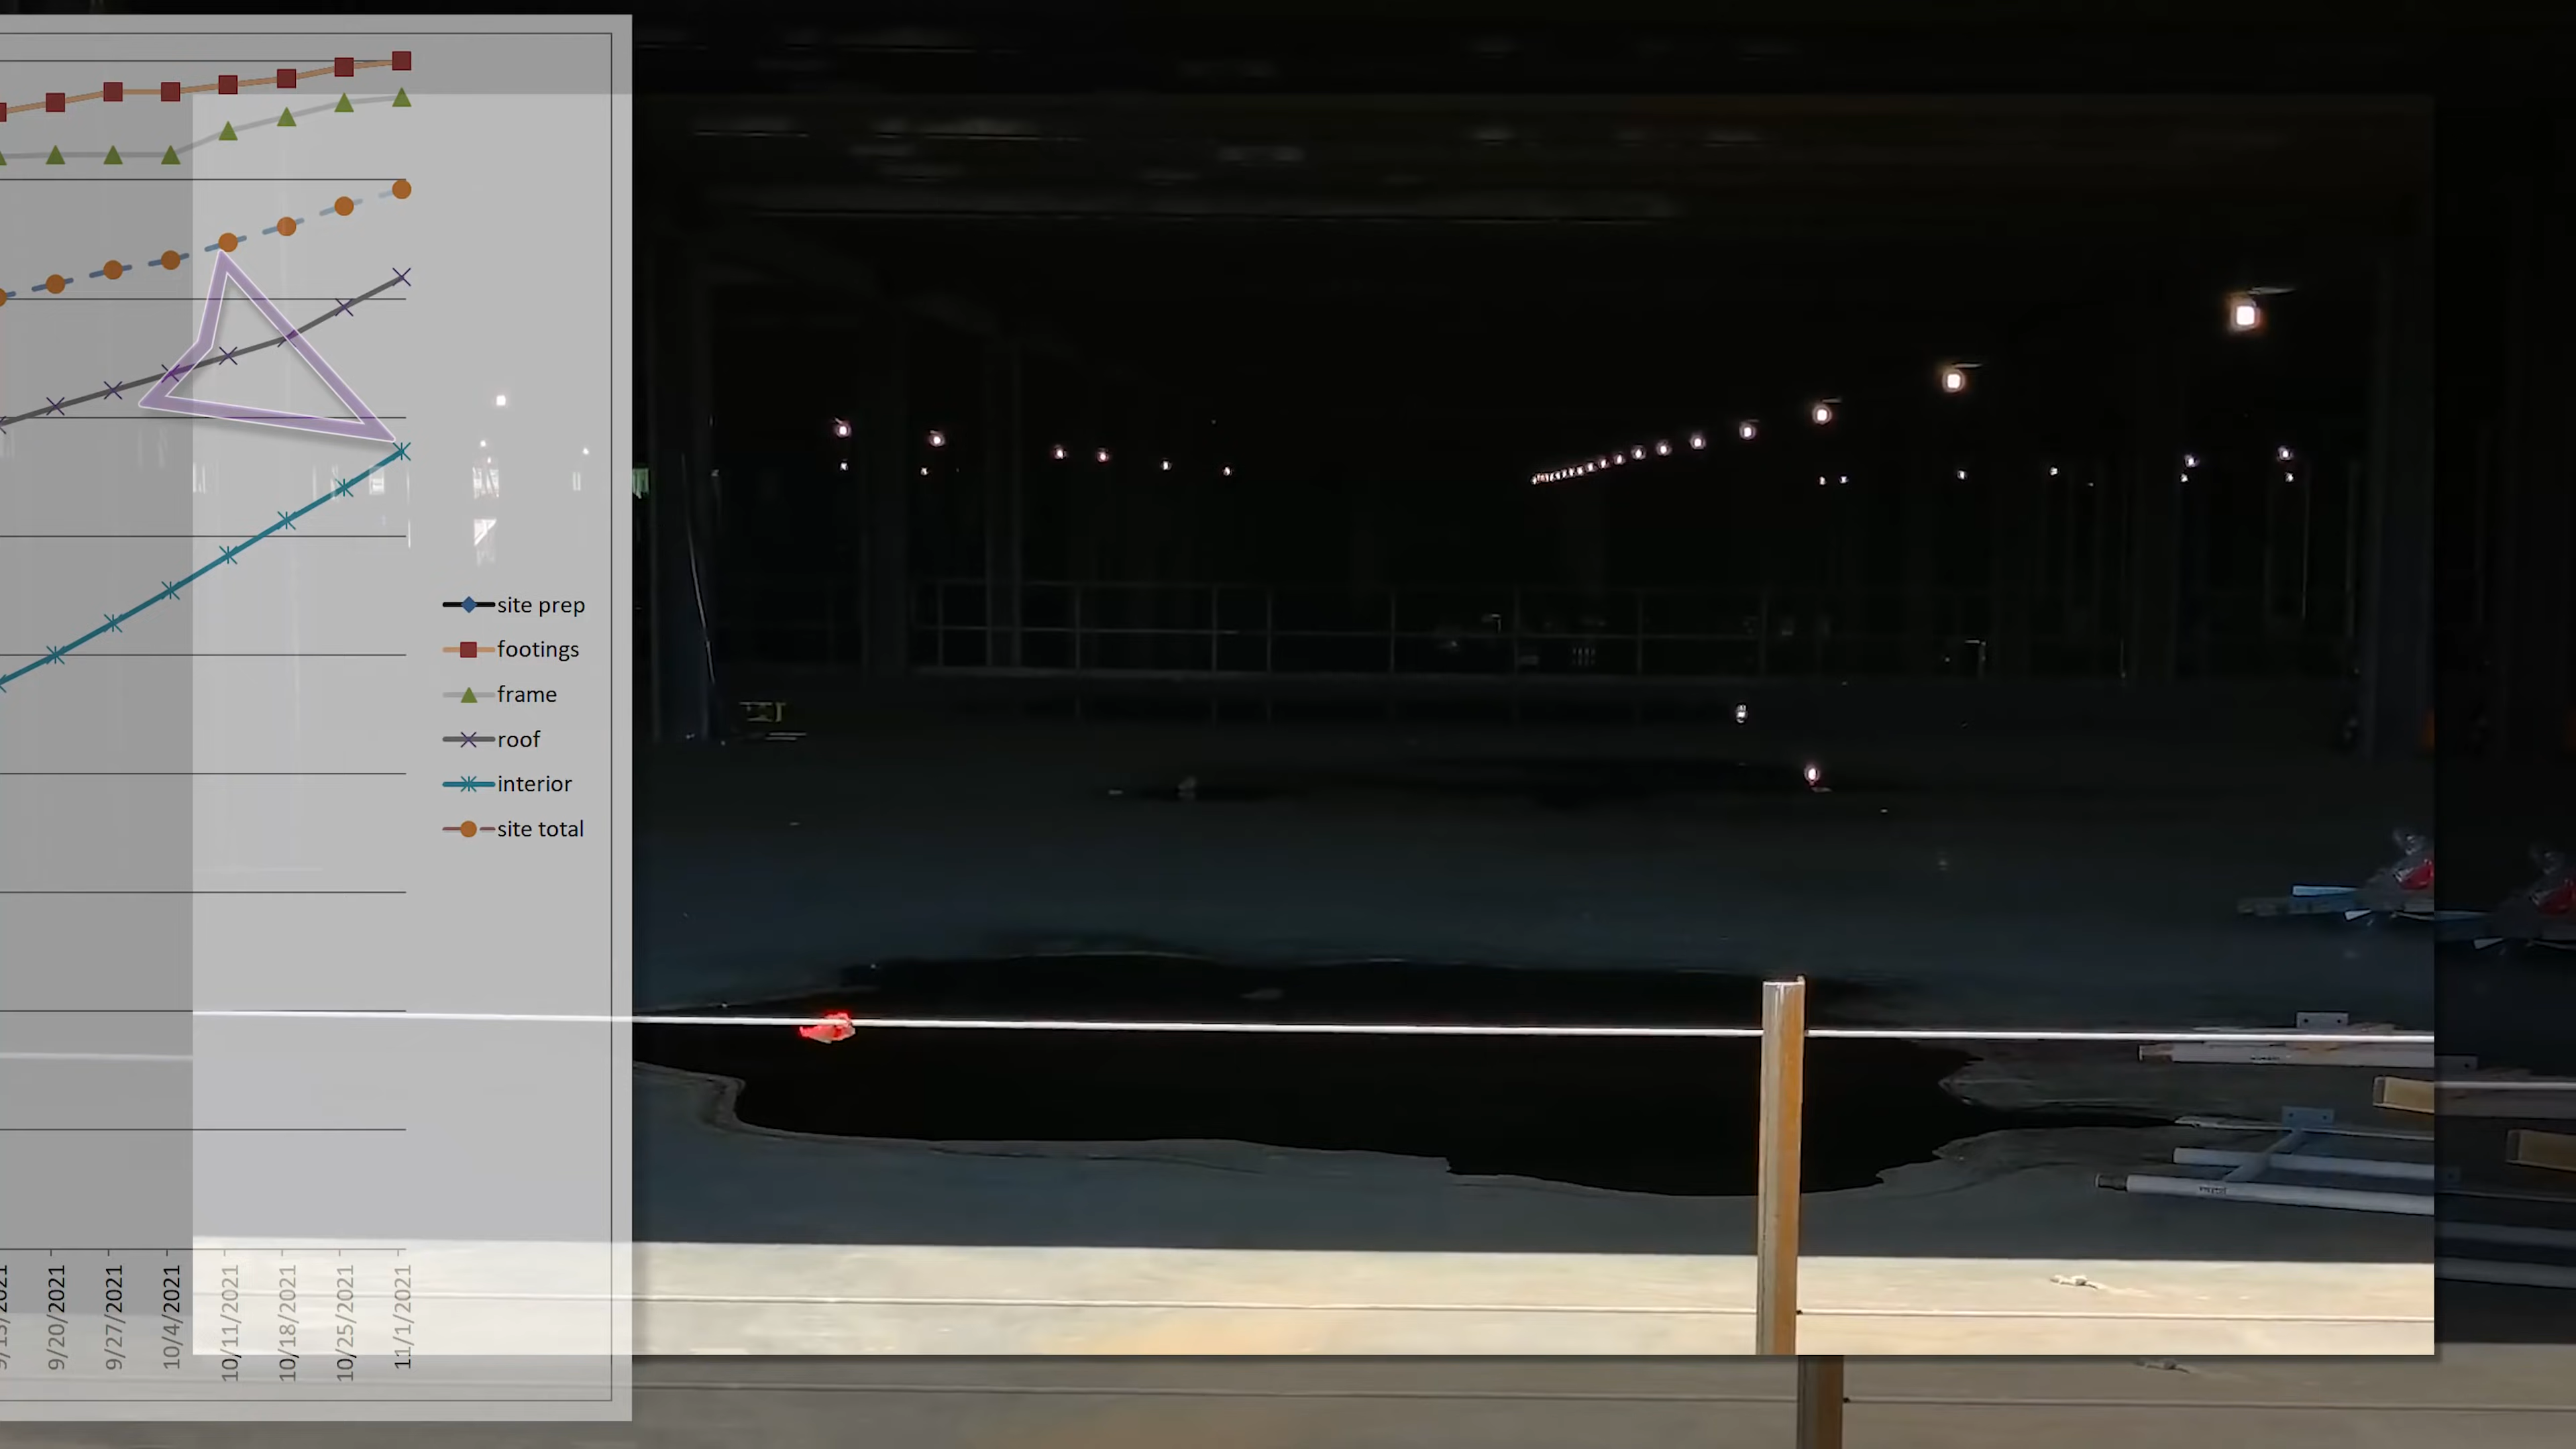 site prep
footings
frame
roof
interior
site total
9/20/2021
9/27/2021
10/4/2021
10/11/2021
10/18/2021
10/25/2021
11/1/2021